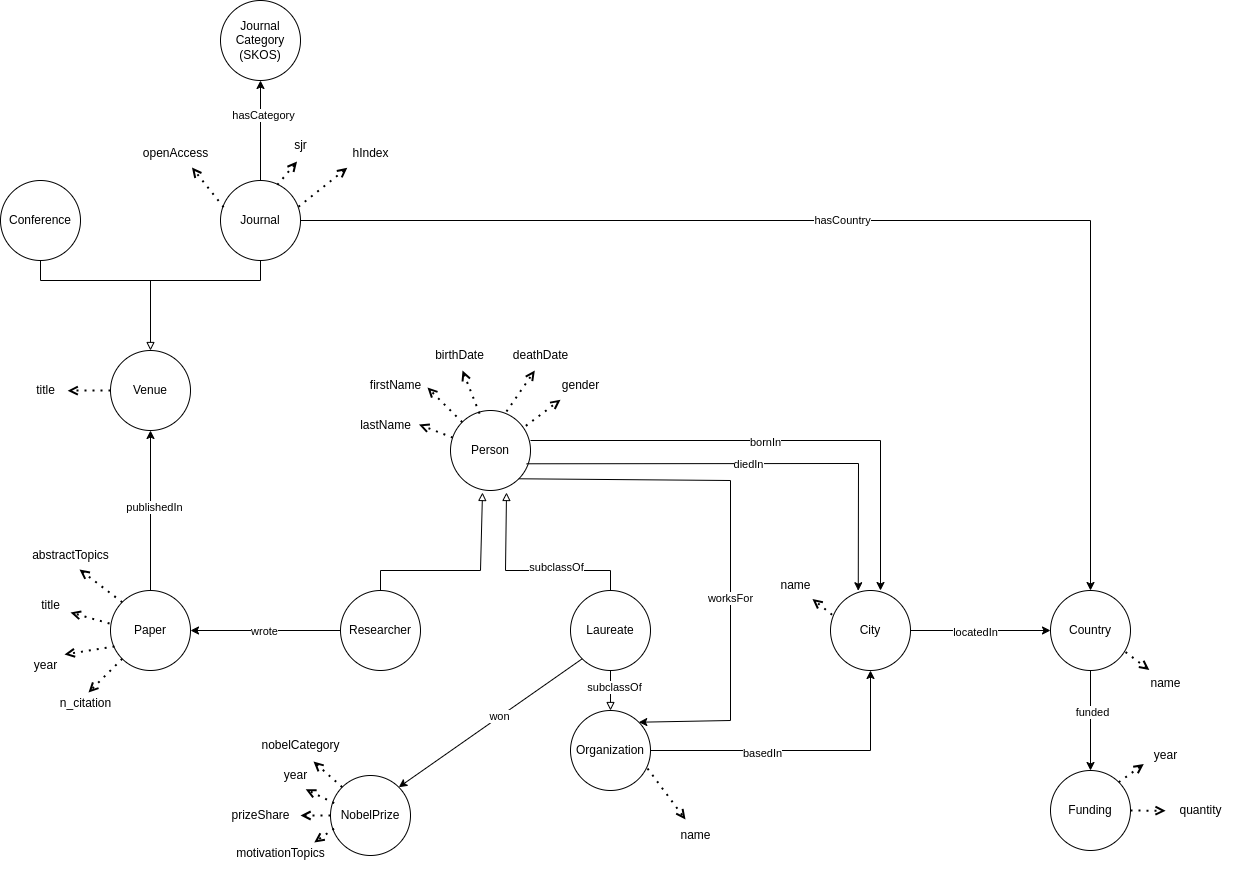 Journal
Category
(SKOS)
hasCategory
openAccess
sjr
hIndex
Conference
Journal
hasCountry
title
Venue
birthDate
deathDate
firstName
gender
lastName
Person
bornIn
diedIn
publishedIn
abstractTopics
title
Paper
year
n_citation
wrote
Researcher
subclassOf
Laureate
worksFor
name
City
locatedIn
Country
name
subclassOf
won
funded
Organization
basedIn
name
nobelCategory
year
prizeShare
NobelPrize
motivationTopics
year
Funding
quantity